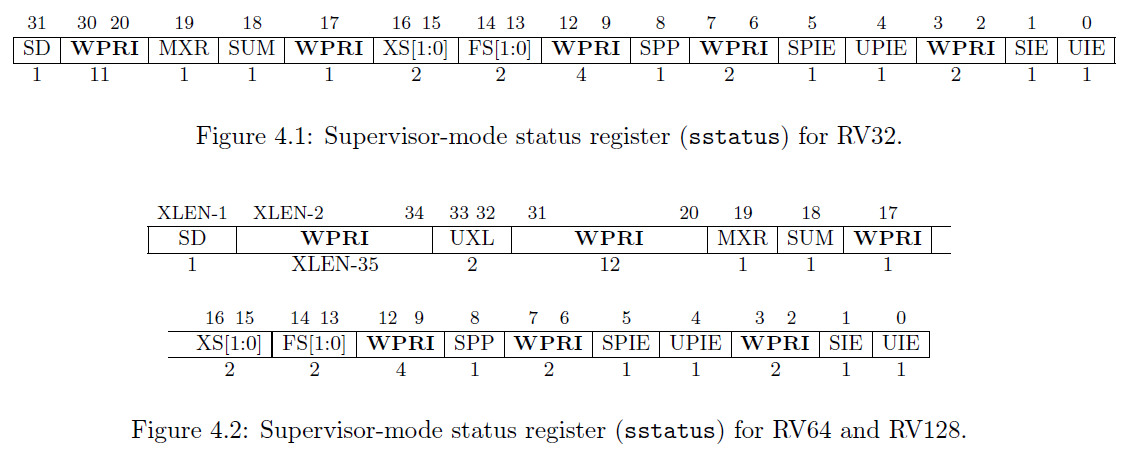 31 30 20 19 18 17 16 15 14 13 12 9 8 7 6 5 4 3 2 1 0
SD WPRI MXR SUM WPRI XS[1:0] FS[1:0] WPRI SPP WPRI SPIE UPIE WPRI SIE UIE
1 11 1 1 1 2 2 4 1 2 1 1 2 1 1
Figure 4.1: Supervisor-mode status register (sstatus) for RV32.
XLEN-1 XLEN-2 34 33 32 31 20 19 18 17
SD WPRI UXL WPRI MXR SUM WPRI
1 XLEN-35 2 12 1 1 1
16 15 14 13 12 9 8 7 6 5 4 3 2 1 0
XS[1:0] FS[1:0] WPRI SPP WPRI SPIE UPIE WPRI SIE UIE
2 2 4 1 2 1 1 2 1 1
Figure 4.2: Supervisor-mode status register (sstatus) for RV64 and RV128.